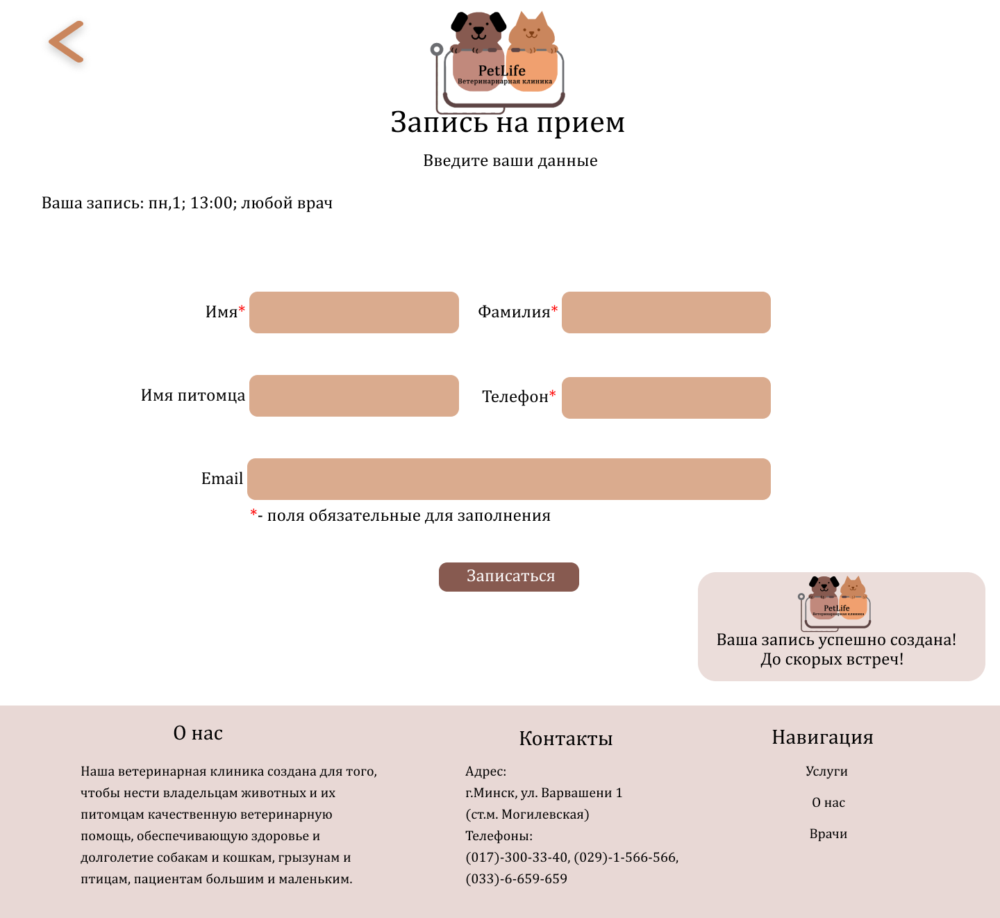 PetLife
Ветеринарнарная клиника
Запись на прием
Введите ваши данные
Ваша запись: пн,1; 13:00; любой врач
Имя*
Фамилия*
Имя питомца
Телефон*
Email
*- поля обязательные для заполнения
Записаться
PetLife
Ветеринарнарная клиника
Ваша запись успешно создана!
До скорых встреч!
О нас
Наша ветеринарная клиника создана для того,
чтобы нести владельцам животных и их
питомцам качественную ветеринарную
помощь, обеспечивающую здоровье и
долголетие собакам и кошкам, грызунам и
птицам, пациентам большим и маленьким.
Контакты
Адрес:
г.Минск, ул. Варвашени 1
(ст.м. Могилевская)
Телефоны:
(017)-300-33-40, (029)-1-566-566,
(033)-6-659-659
Навигация
Услуги
О нас
Врачи